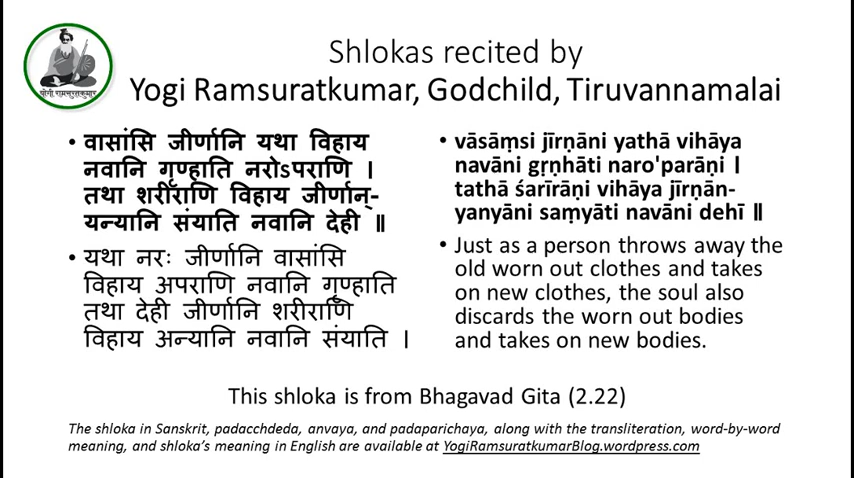 Shlokas recited by
Yogi Ramsuratkumar, Godchild, Tiruvannamalai
योगी रामसुरतकुमार
• वासांसि जीर्णानि यथा विहाय
नवानि गृण्हाति नरोऽपराणि ।
तथा शरीराणि विहाय जीर्णान्-
यन्यानि संयाति नवानि देही ॥
• यथा नरः जीर्णानि वासांसि
विहाय अपराणि नवानि गृण्हाति
तथा देही जीर्णानि शरीराणि
विहाय अन्यानि नवानि संयाति ।
• vāsāṃsi jīrṇāni yathā vihāya
navāni gṛṇhāti naro'parāṇi ।
tathā śarīrāṇi vihāya jīrṇān-
yanyāni saṃyāti navāni dehī ॥
• Just as a person throws away the
old worn out clothes and takes
on new clothes, the soul also
discards the worn out bodies
and takes on new bodies.
This shloka is from Bhagavad Gita (2.22)
The shloka in Sanskrit, padacchdeda, anvaya, and padaparichaya, along with the transliteration, word-by-word
meaning, and shloka's meaning in English are available at YogiRamsuratkumarBlog.wordpress.com